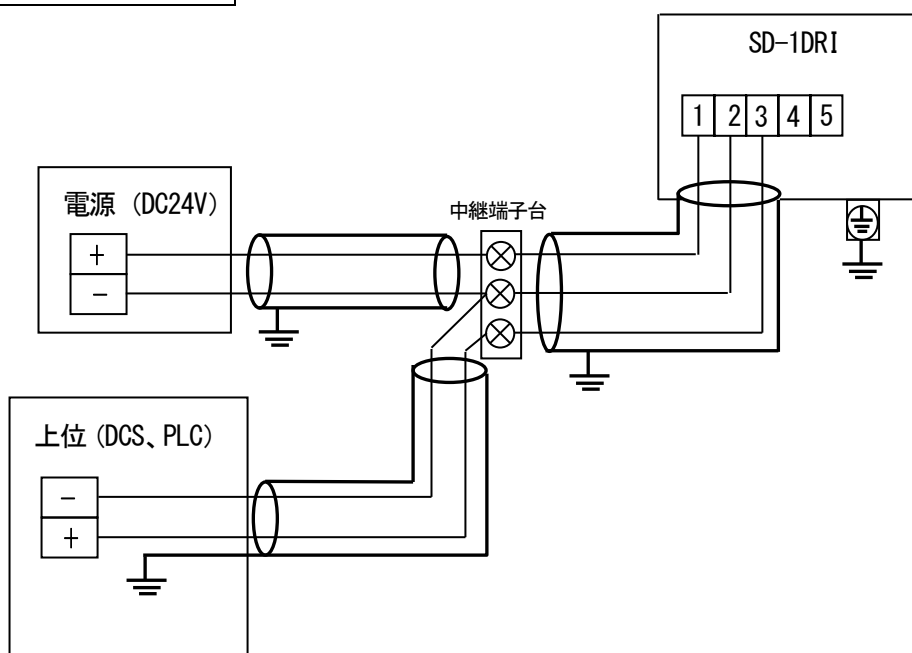 SD-1DRI
1 2 3 4 5
電源 (DC24V)
+
-
中継端子台
上位 (DCS、PLC)
-
+